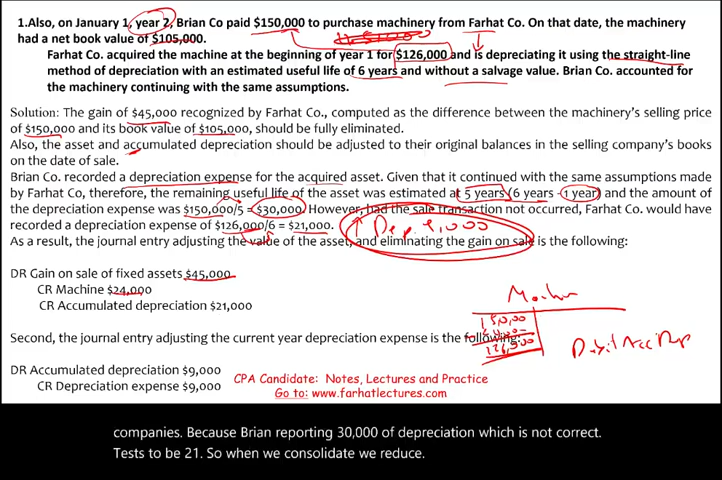 1.Also, on January 1, year 2, Brian Co paid $150,000 to purchase machinery from Farhat Co. On that date, the machinery
had a net book value of $105,000.
Farhat Co. acquired the machine at the beginning of year 1 for $126,000 and is depreciating it using the straight-line
method of depreciation with an estimated useful life of 6 years and without a salvage value. Brian Co. accounted for
the machinery continuing with the same assumptions.
Solution: The gain of $45,000 recognized by Farhat Co., computed as the difference between the machinery's selling price
of $150,000 and its book value of $105,000, should be fully eliminated.
Also, the asset and accumulated depreciation should be adjusted to their original balances in the selling company's books
on the date of sale.
Brian Co. recorded a depreciation expense for the acquired asset. Given that it continued with the same assumptions made
by Farhat Co, therefore, the remaining useful life of the asset was estimated at 5 years (6 years - 1 year) and the amount of
the depreciation expense was $150,000/5 = $30,000. However, had the sale transaction not occurred, Farhat Co. would have
recorded a depreciation expense of $126,000/6 = $21,000.
Dep. 9,000
As a result, the journal entry adjusting the value of the asset, and eliminating the gain on sale is the following:
DR Gain on sale of fixed assets $45,000
CR Machine $24,000
CR Accumulated depreciation $21,000
Second, the journal entry adjusting the current year depreciation expense is the following:
DR Accumulated depreciation $9,000
CR Depreciation expense $9,000
CPA Candidate: Notes, Lectures and Practice
Go to: www.farhatlectures.com
companies. Because Brian reporting 30,000 of depreciation which is not correct.
Tests to be 21. So when we consolidate we reduce.